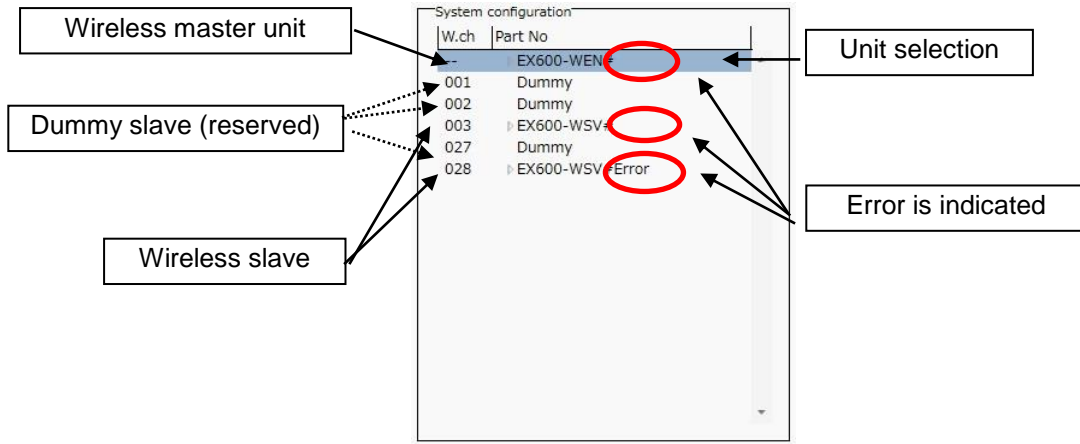 System configuration
W.ch Part No
-- EX600-WEN#
001 Dummy
002 Dummy
003 EX600-WSV#
027 Dummy
028 EX600-WSV#Error
Wireless master unit
Dummy slave (reserved)
Wireless slave
Unit selection
Error is indicated